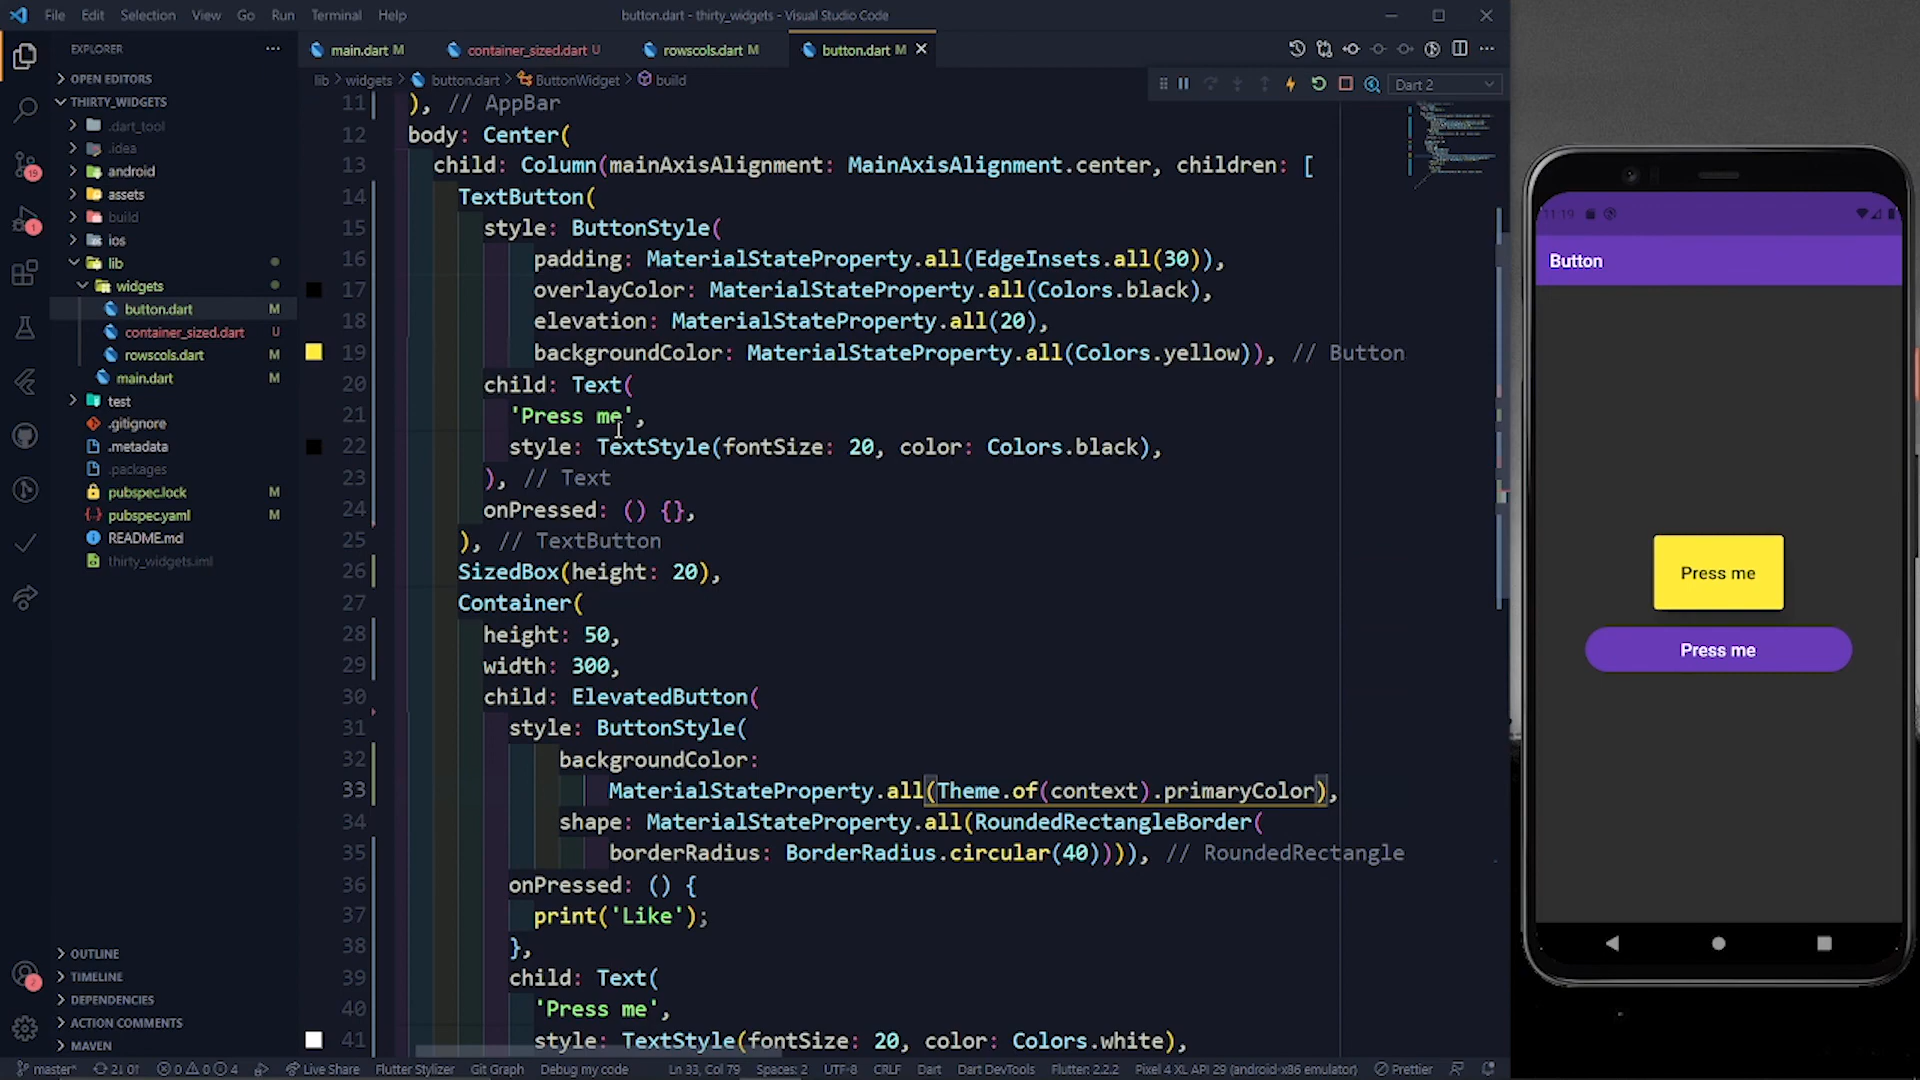 File Edit Selection View Go Run Terminal Help
button.dart - thirty_widgets - Visual Studio Code
EXPLORER
OPEN EDITORS
THIRTY_WIDGETS
.dart_tool
.idea
android
assets
build
ios
lib
widgets
button.dart M
container_sized.dart U
rowscols.dart M
main.dart M
test
.gitignore
.metadata
.packages
pubspec.lock M
pubspec.yaml M
README.md
thirty_widgets.iml
OUTLINE
TIMELINE
DEPENDENCIES
ACTION COMMENTS
MAVEN
19
1
2
main.dart M container_sized.dart U rowscols.dart M button.dart M
lib > widgets > button.dart > ButtonWidget > build
Dart 2
11 ), // AppBar
12 body: Center(
13 child: Column(mainAxisAlignment: MainAxisAlignment.center, children: [
14 TextButton(
15 style: ButtonStyle(
16 padding: MaterialStateProperty.all(EdgeInsets.all(30)),
17 overlayColor: MaterialStateProperty.all(Colors.black),
18 elevation: MaterialStateProperty.all(20),
19 backgroundColor: MaterialStateProperty.all(Colors.yellow)), // Button
20 child: Text(
21 'Press me',
22 style: TextStyle(fontSize: 20, color: Colors.black),
23 ), // Text
24 onPressed: () {},
25 ), // TextButton
26 SizedBox(height: 20),
27 Container(
28 height: 50,
29 width: 300,
30 child: ElevatedButton(
31 style: ButtonStyle(
32 backgroundColor:
33 MaterialStateProperty.all(Theme.of(context).primaryColor),
34 shape: MaterialStateProperty.all(RoundedRectangleBorder(
35 borderRadius: BorderRadius.circular(40)))), // RoundedRectangle
36 onPressed: () {
37 print('Like');
38 },
39 child: Text(
40 'Press me',
41 style: TextStyle(fontSize: 20, color: Colors.white),
11:19
Button
Press me
Press me
master* 2↓ 0↑ 0 0 4 Live Share Flutter Stylizer Git Graph Debug my code Ln 33, Col 79 Spaces: 2 UTF-8 CRLF Dart Dart DevTools Flutter: 2.2.2 Pixel 4 XL API 29 (android-x86 emulator) Prettier